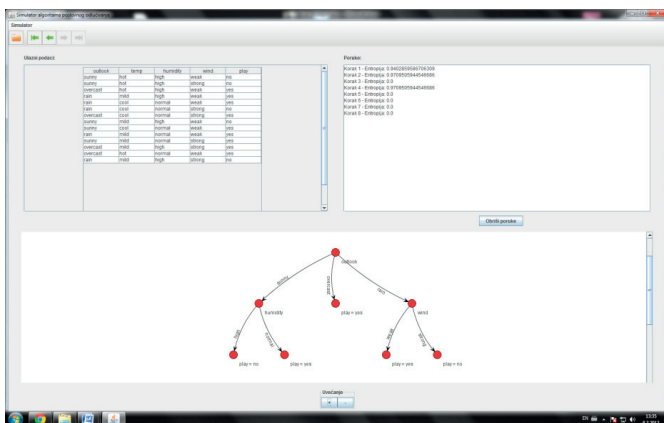 Simulator algoritama pozornog odlučivanja
Simulator
Ulazni podaci
Poruke:
outlook temp humidity wind play
sunny hot high weak no
sunny hot high strong no
overcast hot high weak yes
rain mild high weak yes
rain cool normal weak yes
rain cool normal strong no
overcast cool normal weak yes
sunny mild high weak no
sunny cool normal weak yes
rain mild normal weak yes
sunny mild normal strong yes
overcast mild high strong yes
overcast hot normal weak yes
rain mild high strong no
Korak 1 - Entropija: 0.9402859586706309
Korak 2 - Entropija: 0.9709505944546686
Korak 3 - Entropija: 0.0
Korak 4 - Entropija: 0.9709505944546686
Korak 5 - Entropija: 0.0
Korak 6 - Entropija: 0.0
Korak 7 - Entropija: 0.0
Korak 8 - Entropija: 0.0
Obriši poruke
outlook
sunny
overcast
rain
humidity
play = yes
wind
high
normal
weak
strong
play = no
play = yes
play = yes
play = no
Uvećanje
+ -
EN
13:35